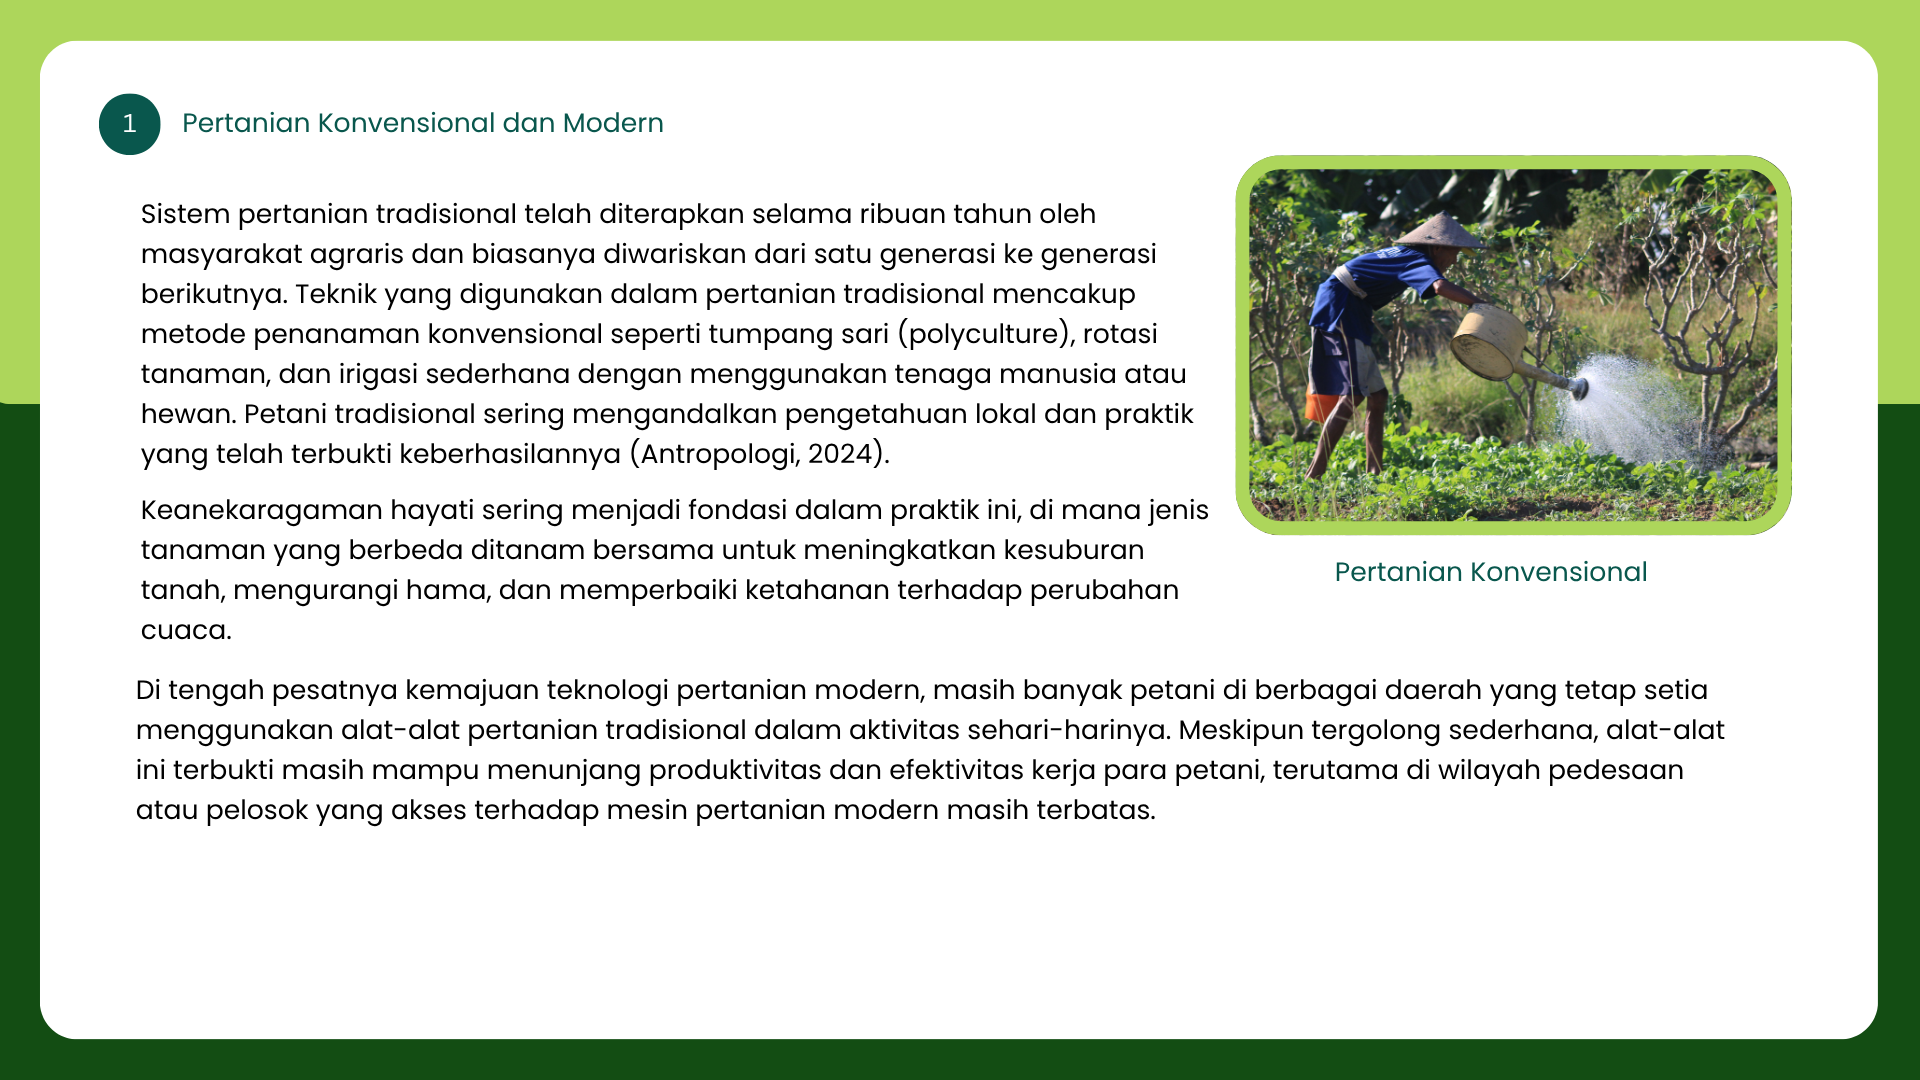 1 Pertanian Konvensional dan Modern
Sistem pertanian tradisional telah diterapkan selama ribuan tahun oleh
masyarakat agraris dan biasanya diwariskan dari satu generasi ke generasi
berikutnya. Teknik yang digunakan dalam pertanian tradisional mencakup
metode penanaman konvensional seperti tumpang sari (polyculture), rotasi
tanaman, dan irigasi sederhana dengan menggunakan tenaga manusia atau
hewan. Petani tradisional sering mengandalkan pengetahuan lokal dan praktik
yang telah terbukti keberhasilannya (Antropologi, 2024).
Keanekaragaman hayati sering menjadi fondasi dalam praktik ini, di mana jenis
tanaman yang berbeda ditanam bersama untuk meningkatkan kesuburan
tanah, mengurangi hama, dan memperbaiki ketahanan terhadap perubahan
cuaca.
Pertanian Konvensional
Di tengah pesatnya kemajuan teknologi pertanian modern, masih banyak petani di berbagai daerah yang tetap setia
menggunakan alat-alat pertanian tradisional dalam aktivitas sehari-harinya. Meskipun tergolong sederhana, alat-alat
ini terbukti masih mampu menunjang produktivitas dan efektivitas kerja para petani, terutama di wilayah pedesaan
atau pelosok yang akses terhadap mesin pertanian modern masih terbatas.